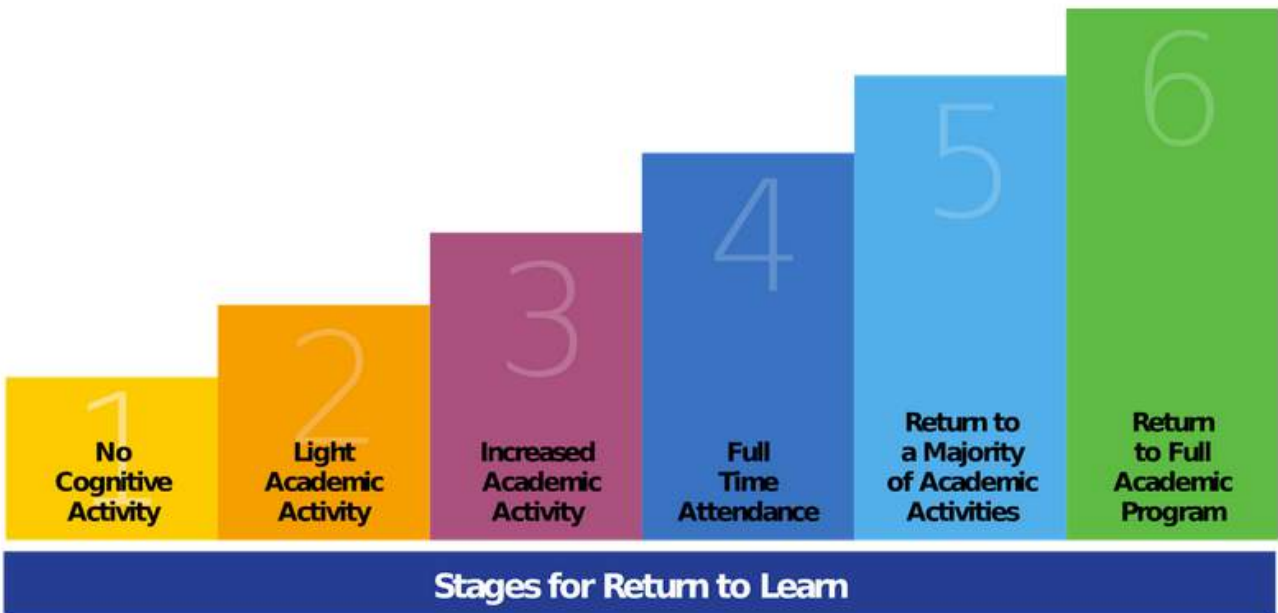 1
No
Cognitive
Activity
2
Light
Academic
Activity
3
Increased
Academic
Activity
4
Full
Time
Attendance
5
Return to
a Majority
of Academic
Activities
6
Return
to Full
Academic
Program
Stages for Return to Learn